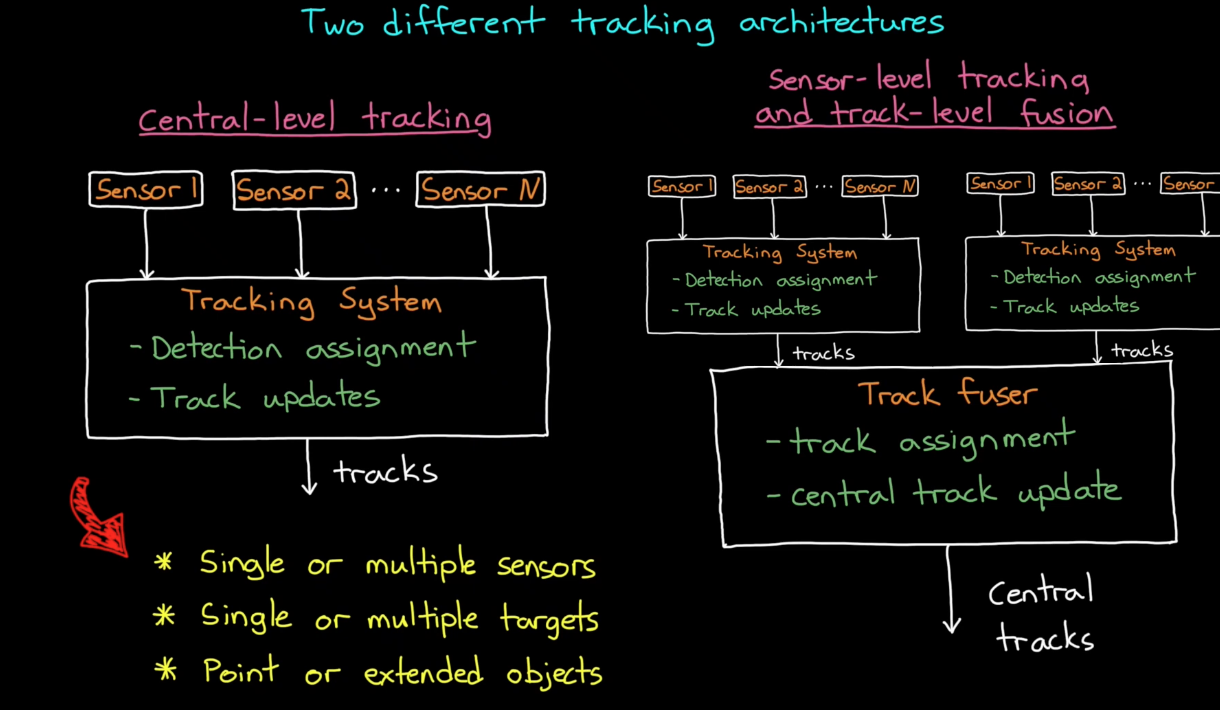 Two different tracking architectures
Central-level tracking
Sensor 1 Sensor 2 ... Sensor N
Tracking System
- Detection assignment
- Track updates
tracks
* Single or multiple sensors
* Single or multiple targets
* Point or extended objects
Sensor-level tracking
and track-level fusion
Sensor 1 Sensor 2 ... Sensor N
Tracking System
- Detection assignment
- Track updates
tracks
Sensor 1 Sensor 2 ... Sensor
Tracking System
- Detection assignment
- Track updates
tracks
Track fuser
- track assignment
- central track update
Central
tracks